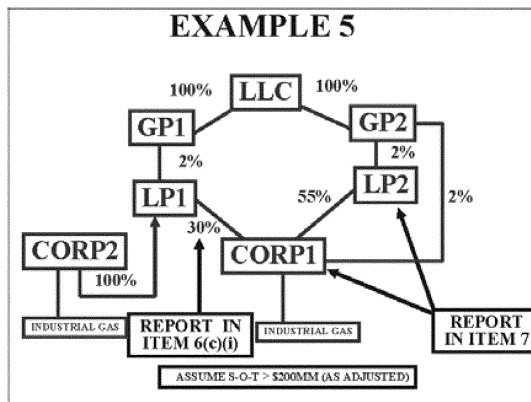 EXAMPLE 5
100% LLC 100%
GP1 GP2
2% 2%
LP1 LP2
55% 2%
30%
CORP2 CORP1
100%
INDUSTRIAL GAS
REPORT IN
ITEM 6(c)(i)
INDUSTRIAL GAS
REPORT
IN ITEM 7
ASSUME S-O-T > $200MM (AS ADJUSTED)